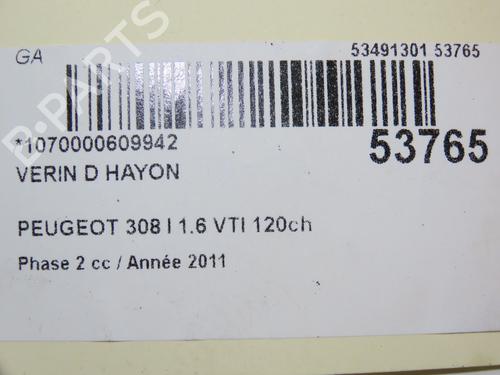 GA 53491301 53765
*1070000609942 53765
VERIN D HAYON
PEUGEOT 308 I 1.6 VTI 120ch
Phase 2 cc / Année 2011
B-PARTS